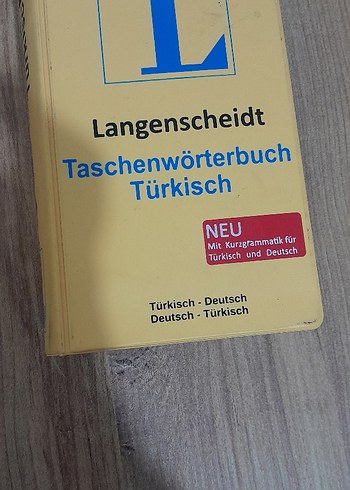 L
Langenscheidt
Taschenwörterbuch
Türkisch
NEU
Mit Kurzgrammatik für
Türkisch und Deutsch
Türkisch - Deutsch
Deutsch - Türkisch